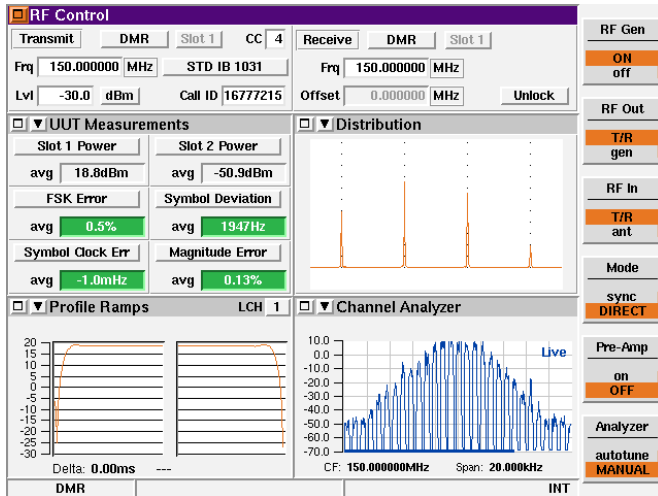 RF Control
Transmit DMR Slot 1 CC 4
Frq 150.000000 MHz STD IB 1031
Lvl -30.0 dBm Call ID 16777215
Receive DMR Slot 1
Frq 150.000000 MHz
Offset 0.000000 MHz Unlock
UUT Measurements
Slot 1 Power Slot 2 Power
avg 18.8dBm avg -50.9dBm
FSK Error Symbol Deviation
avg 0.5% avg 1947Hz
Symbol Clock Err Magnitude Error
avg -1.0mHz avg 0.13%
Distribution
Profile Ramps LCH 1
20
15
10
5
0
-5
-10
-15
-20
-25
-30
Delta: 0.00ms ---
Channel Analyzer
10.0
0.0
-10.0
-20.0
-30.0
-40.0
-50.0
-60.0
-70.0
Live
CF: 150.000000MHz Span: 20.000kHz
DMR INT
RF Gen
ON
off
RF Out
T/R
gen
RF In
T/R
ant
Mode
sync
DIRECT
Pre-Amp
on
OFF
Analyzer
autotune
MANUAL